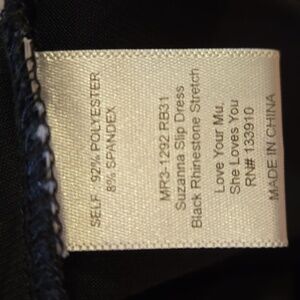 SELF 92% POLYESTER
8% SPANDEX
MR3-1292 RB31
Suzanna Slip Dress
Black Rhinestone Stretch
Love Your Mu,
She Loves You
RN# 133910
MADE IN CHINA